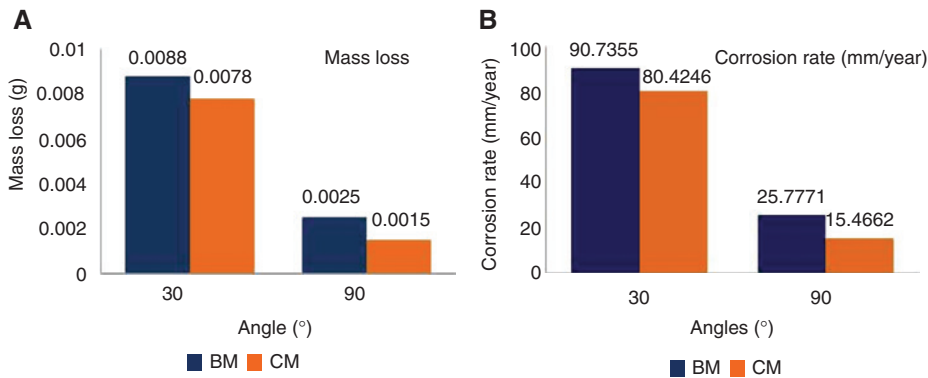 A
Mass loss
Mass loss (g)
0.01
0.008
0.006
0.004
0.002
0
0.0088
0.0078
0.0025
0.0015
30
90
Angle (°)
BM
CM
B
Corrosion rate (mm/year)
Corrosion rate (mm/year)
100
80
60
40
20
0
90.7355
80.4246
25.7771
15.4662
30
90
Angles (°)
BM
CM